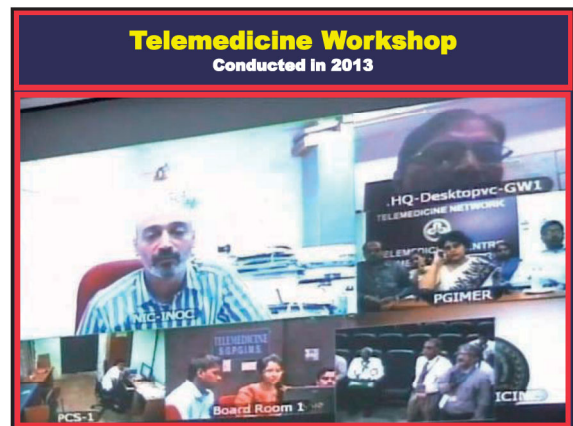 Telemedicine Workshop
Conducted in 2013
.HQ-Desktopvc-GW1
TELEMEDICINE NETWORK
PGIMER
NIC-INOC
TELEMEDICINE
S.G.P.G.I.M.S.
PCS-1
Board Room 1